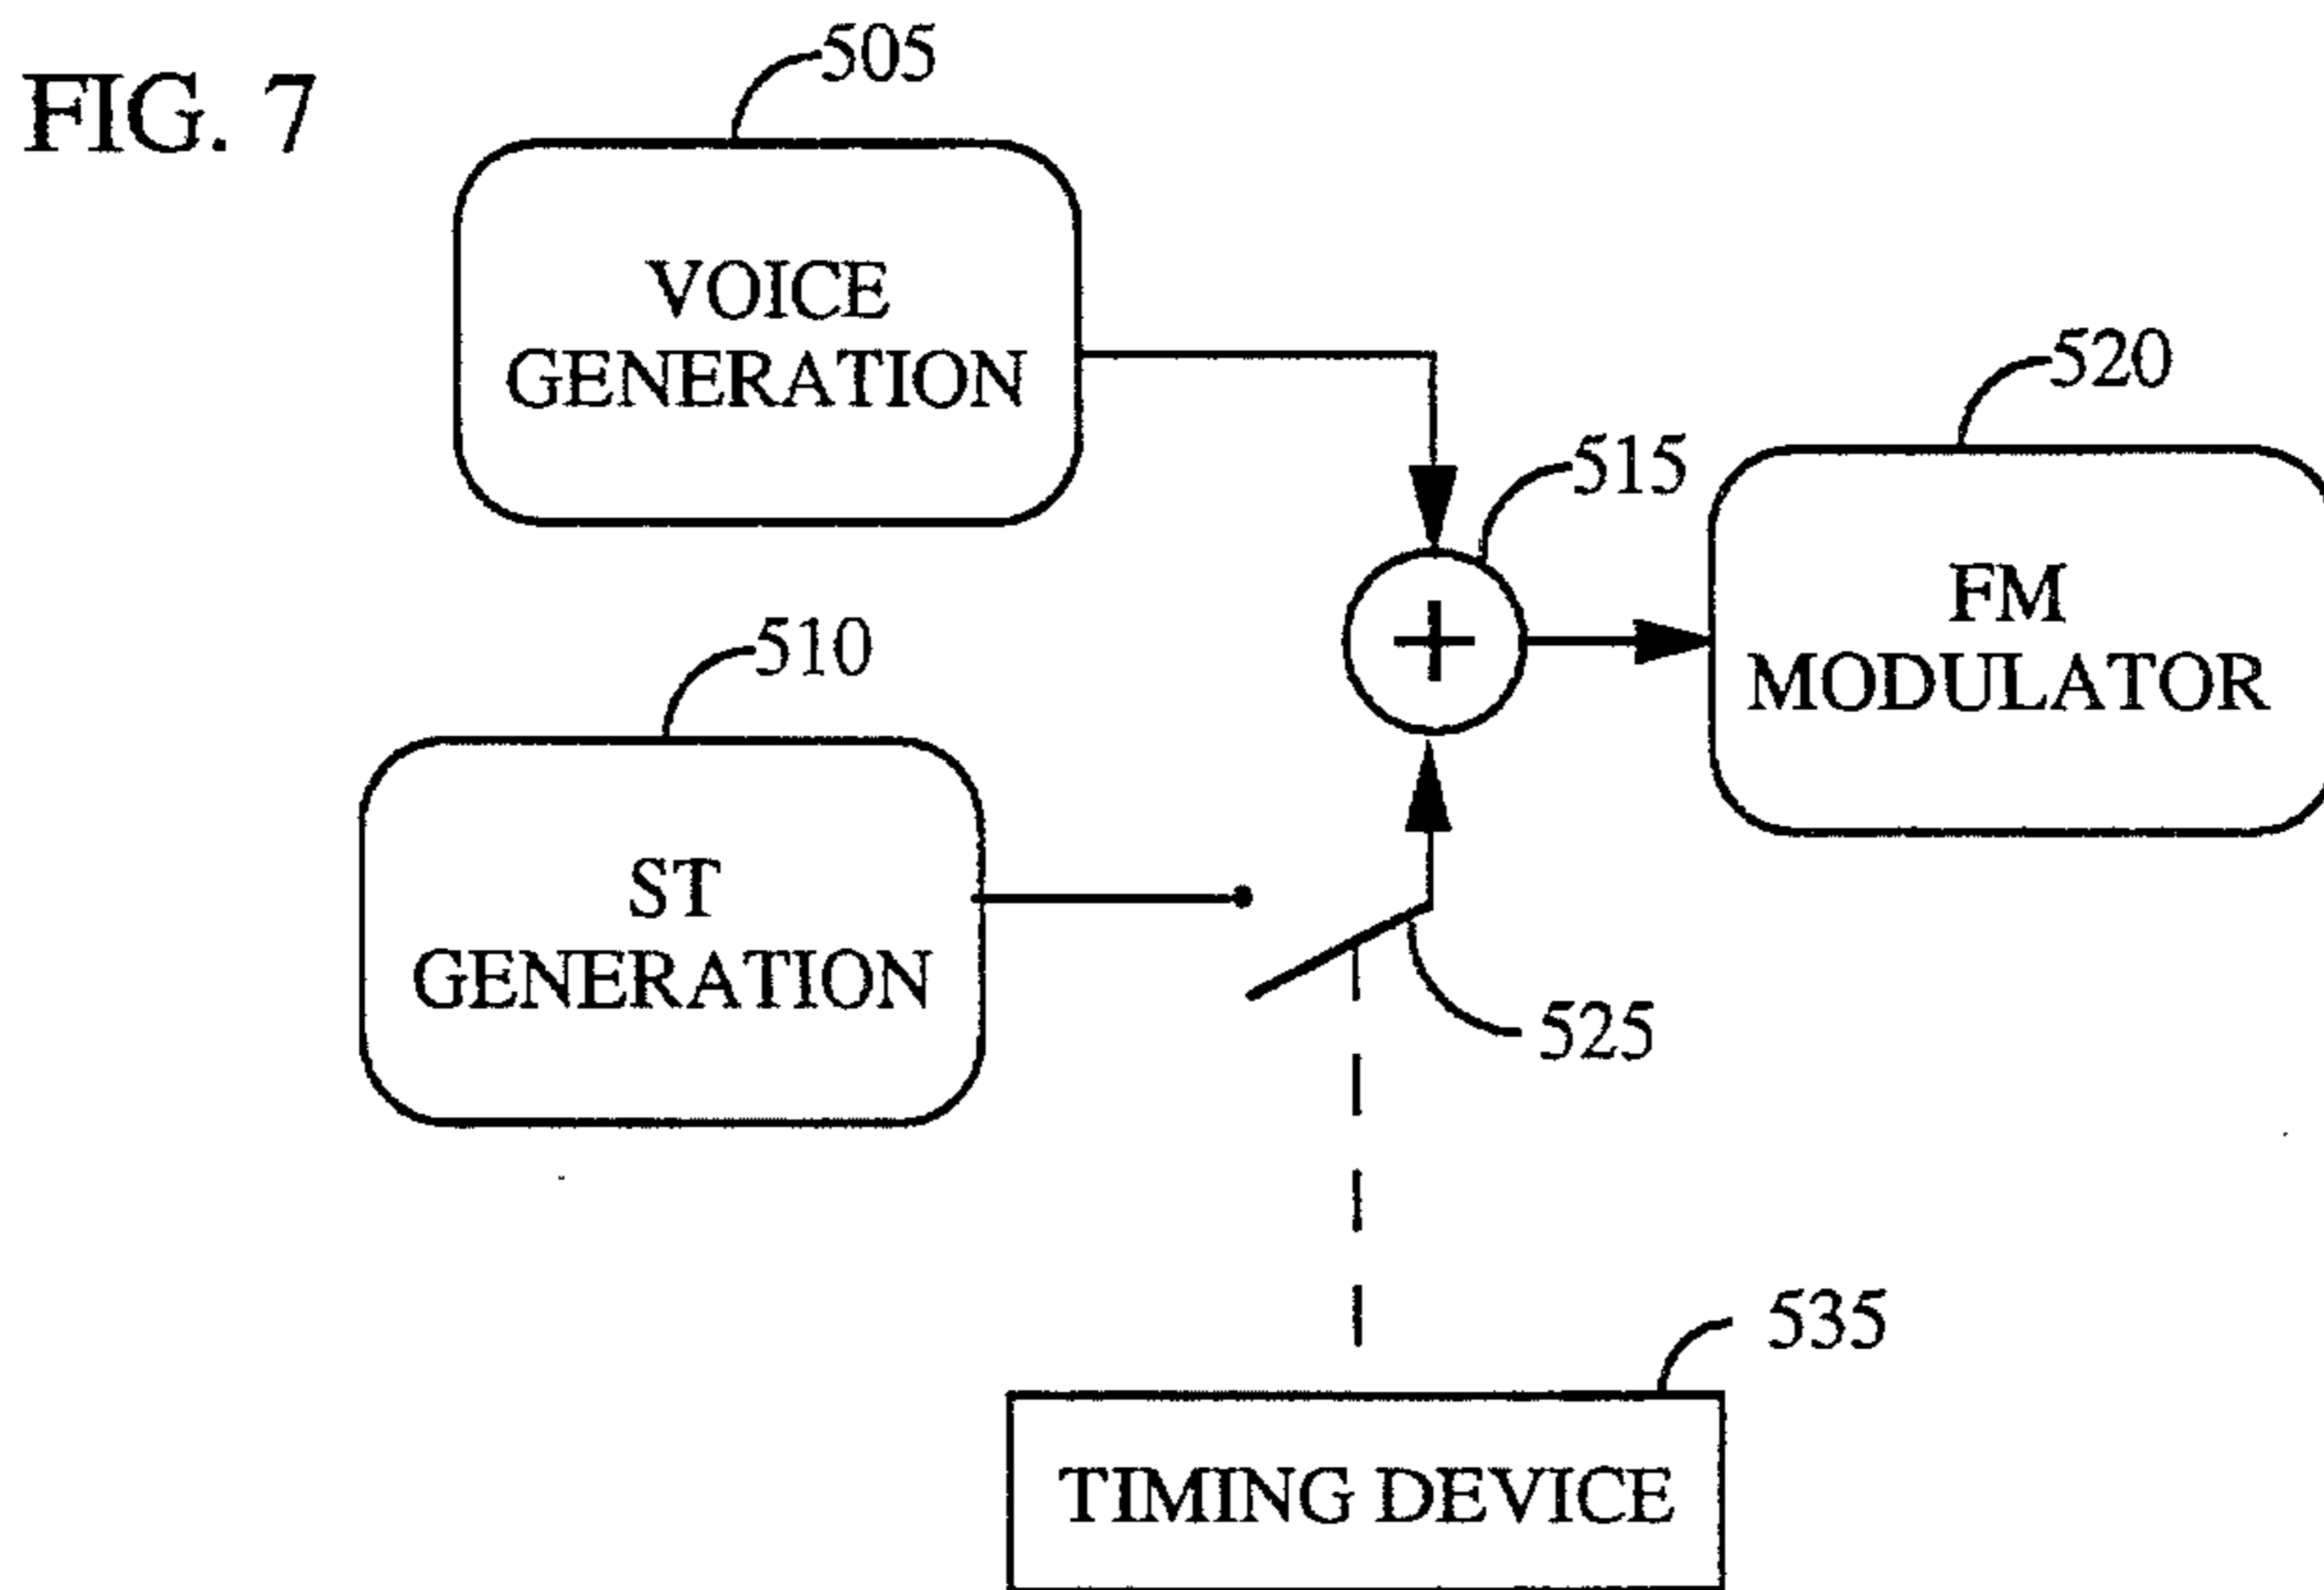 FIG. 7
505
VOICE
GENERATION
520
515
FM
MODULATOR
510
ST
GENERATION
525
535
TIMING DEVICE